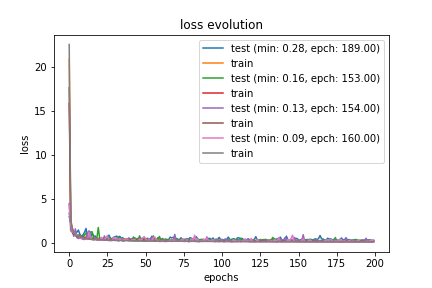 loss evolution
test (min: 0.28, epch: 189.00)
train
test (min: 0.16, epch: 153.00)
train
test (min: 0.13, epch: 154.00)
train
test (min: 0.09, epch: 160.00)
train
loss
20
15
10
5
0
0 25 50 75 100 125 150 175 200
epochs